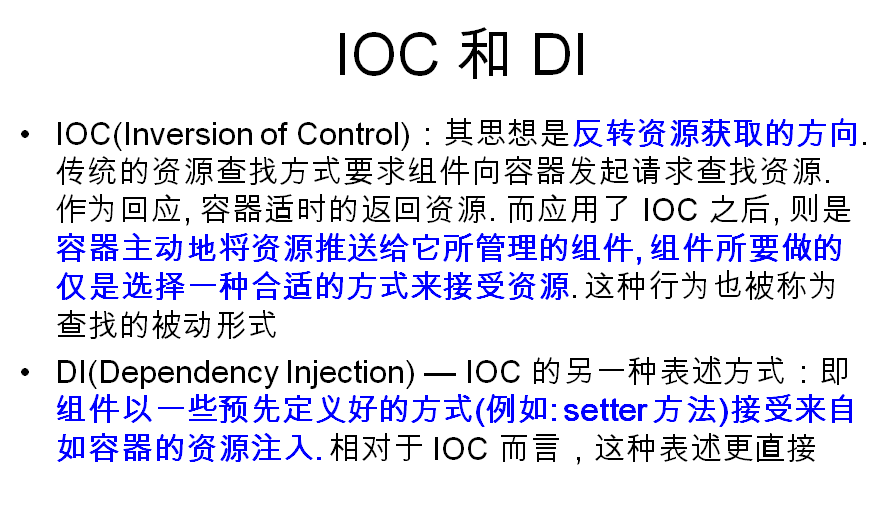 IOC 和 DI
• IOC(Inversion of Control)：其思想是反转资源获取的方向.
传统的资源查找方式要求组件向容器发起请求查找资源.
作为回应, 容器适时的返回资源. 而应用了 IOC 之后, 则是
容器主动地将资源推送给它所管理的组件, 组件所要做的
仅是选择一种合适的方式来接受资源. 这种行为也被称为
查找的被动形式
• DI(Dependency Injection) — IOC 的另一种表述方式：即
组件以一些预先定义好的方式(例如: setter 方法)接受来自
如容器的资源注入. 相对于 IOC 而言，这种表述更直接